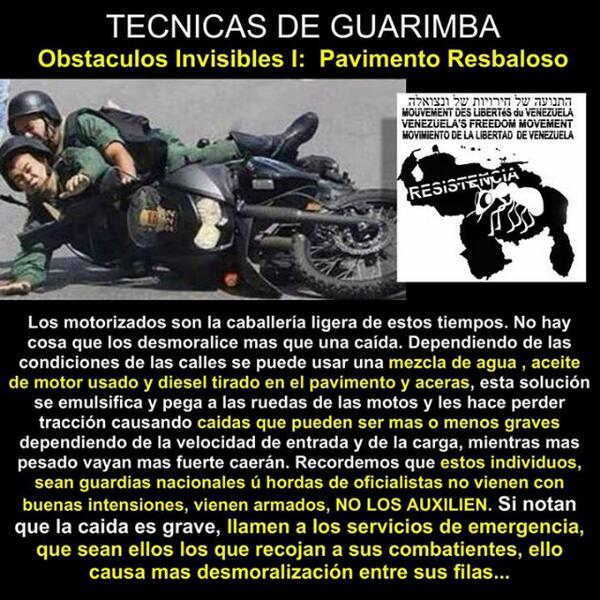 TECNICAS DE GUARIMBA
Obstaculos Invisibles I: Pavimento Resbaloso
התנועה של חירויות של ונצואלה
MOUVEMENT DES LIBERTéS du VENEZUELA
VENEZUELA'S FREEDOM MOVEMENT
MOVIMIENTO DE LA LIBERTAD DE VENEZUELA
RESISTENCIA
Los motorizados son la caballería ligera de estos tiempos. No hay
cosa que los desmoralice mas que una caída. Dependiendo de las
condiciones de las calles se puede usar una mezcla de agua , aceite
de motor usado y diesel tirado en el pavimento y aceras, esta solución
se emulsifica y pega a las ruedas de las motos y les hace perder
tracción causando caidas que pueden ser mas o menos graves
dependiendo de la velocidad de entrada y de la carga, mientras mas
pesado vayan mas fuerte caerán. Recordemos que estos individuos,
sean guardias nacionales ú hordas de oficialistas no vienen con
buenas intensiones, vienen armados, NO LOS AUXILIEN. Si notan
que la caida es grave, llamen a los servicios de emergencia,
que sean ellos los que recojan a sus combatientes, ello
causa mas desmoralización entre sus filas...